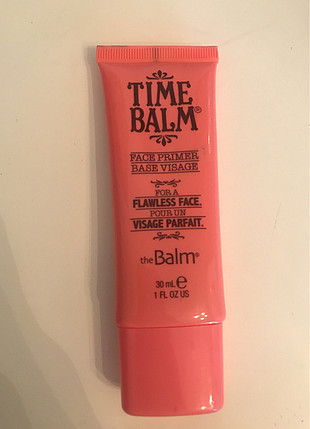 TIME
BALM®
FACE PRIMER
BASE VISAGE
FOR A
FLAWLESS FACE.
POUR UN
VISAGE PARFAIT.
theBalm®
30 mL e
1 FL OZ US